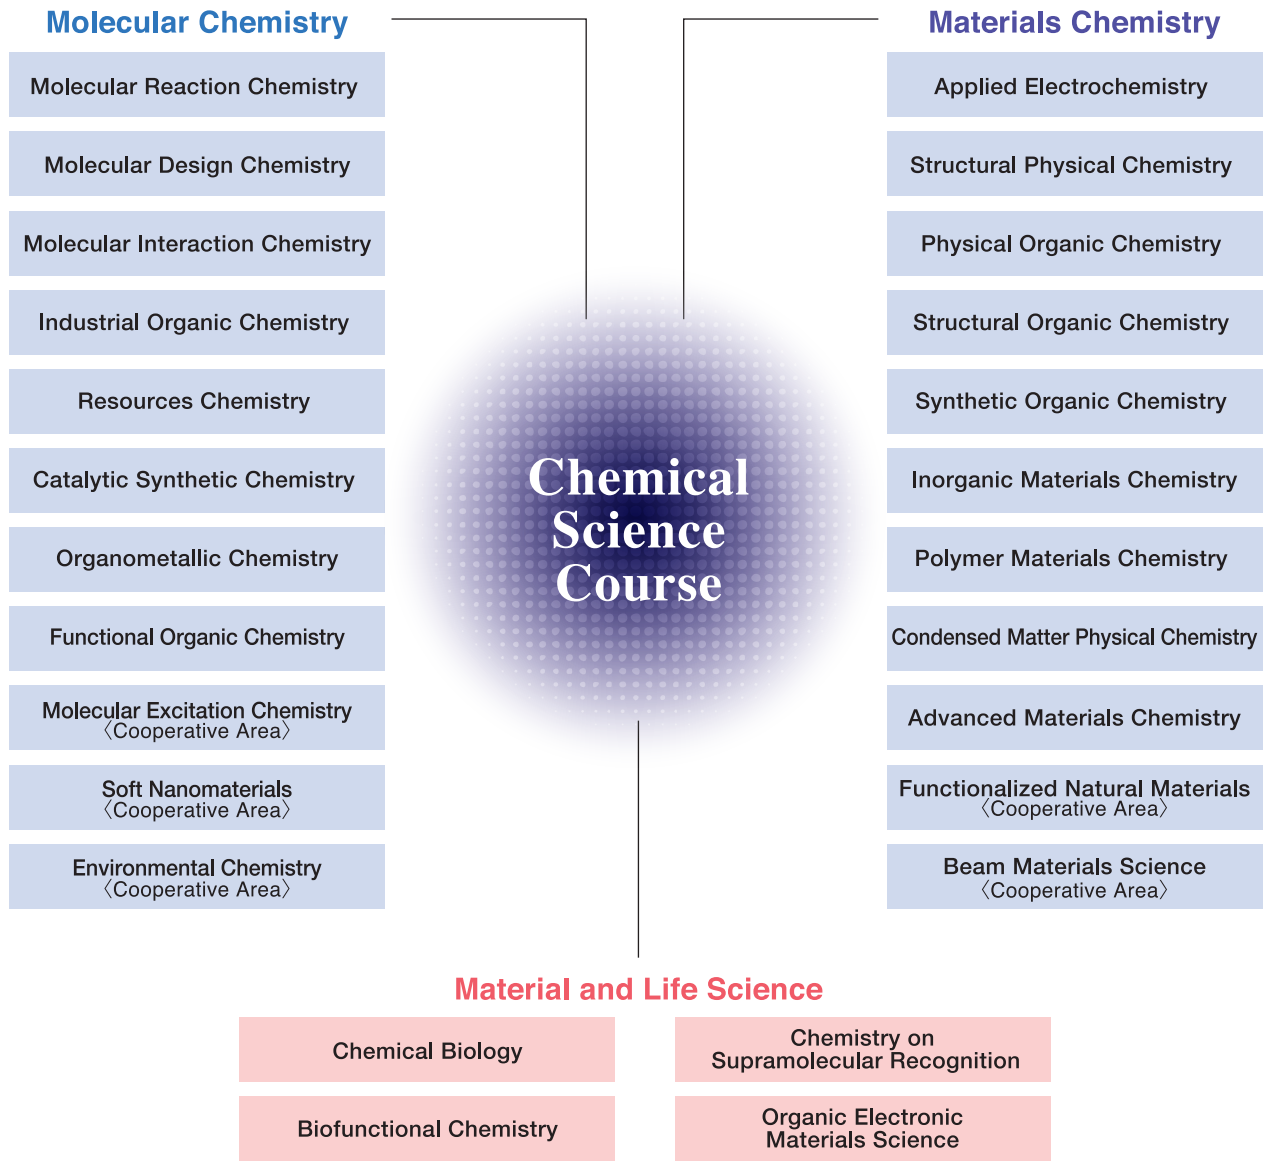 Molecular Chemistry
Molecular Reaction Chemistry
Molecular Design Chemistry
Molecular Interaction Chemistry
Industrial Organic Chemistry
Resources Chemistry
Catalytic Synthetic Chemistry
Organometallic Chemistry
Functional Organic Chemistry
Molecular Excitation Chemistry
〈Cooperative Area〉
Soft Nanomaterials
〈Cooperative Area〉
Environmental Chemistry
〈Cooperative Area〉
Chemical
Science
Course
Materials Chemistry
Applied Electrochemistry
Structural Physical Chemistry
Physical Organic Chemistry
Structural Organic Chemistry
Synthetic Organic Chemistry
Inorganic Materials Chemistry
Polymer Materials Chemistry
Condensed Matter Physical Chemistry
Advanced Materials Chemistry
Functionalized Natural Materials
〈Cooperative Area〉
Beam Materials Science
〈Cooperative Area〉
Material and Life Science
Chemical Biology
Chemistry on
Supramolecular Recognition
Biofunctional Chemistry
Organic Electronic
Materials Science